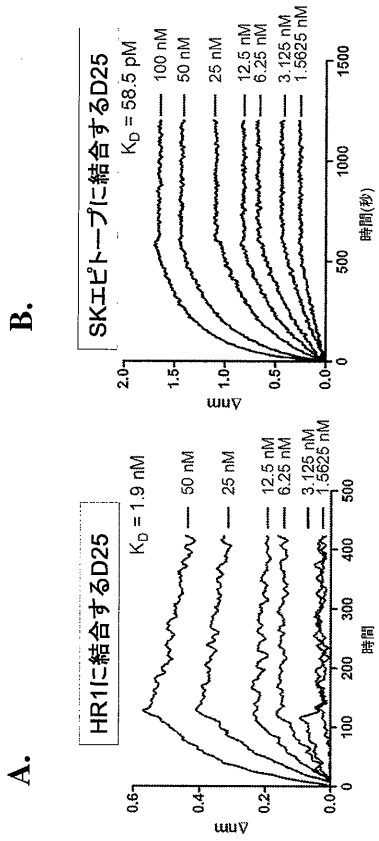 A.
HR1に結合するD25
K_D = 1.9 nM
50 nM
25 nM
12.5 nM
6.25 nM
3.125 nM
1.5625 nM
Δnm
0.6
0.4
0.2
0.0
0 100 200 300 400 500
時間
B.
SKエピトープに結合するD25
K_D = 58.5 pM
100 nM
50 nM
25 nM
12.5 nM
6.25 nM
3.125 nM
1.5625 nM
Δnm
2.0
1.5
1.0
0.5
0.0
0 500 1000 1500
時間(秒)